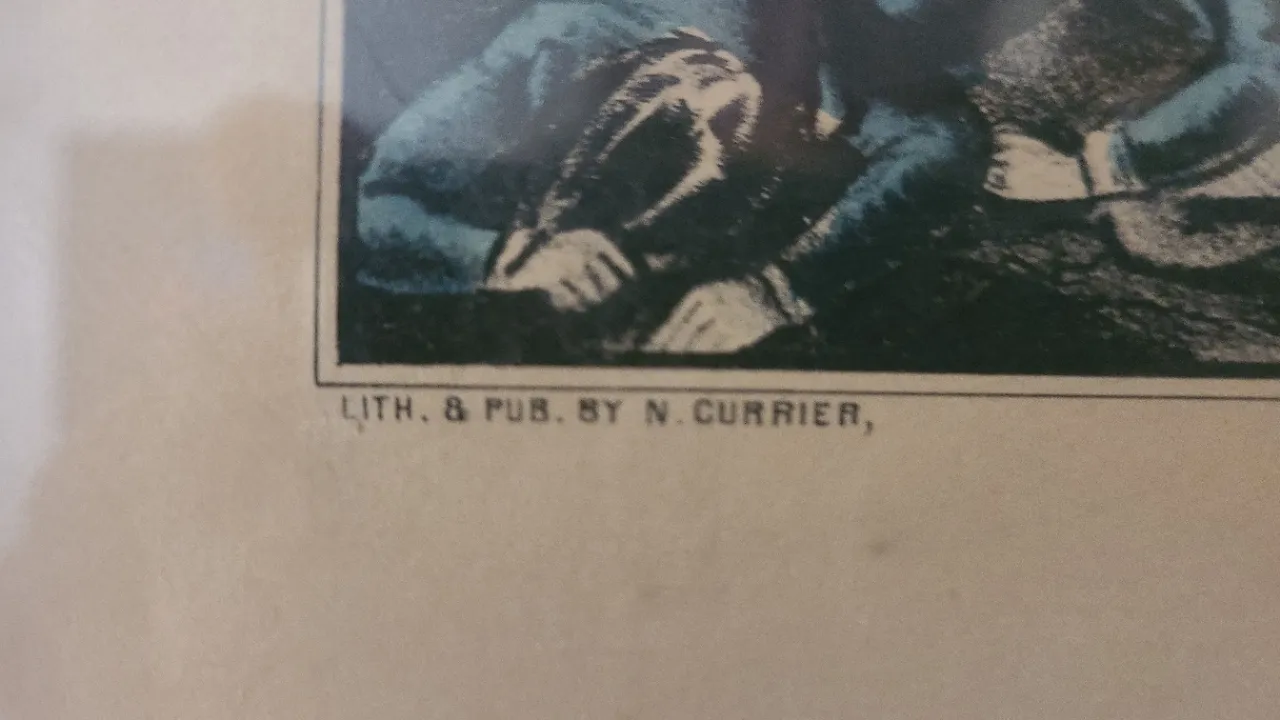 LITH. & PUB. BY N. CURRIER,